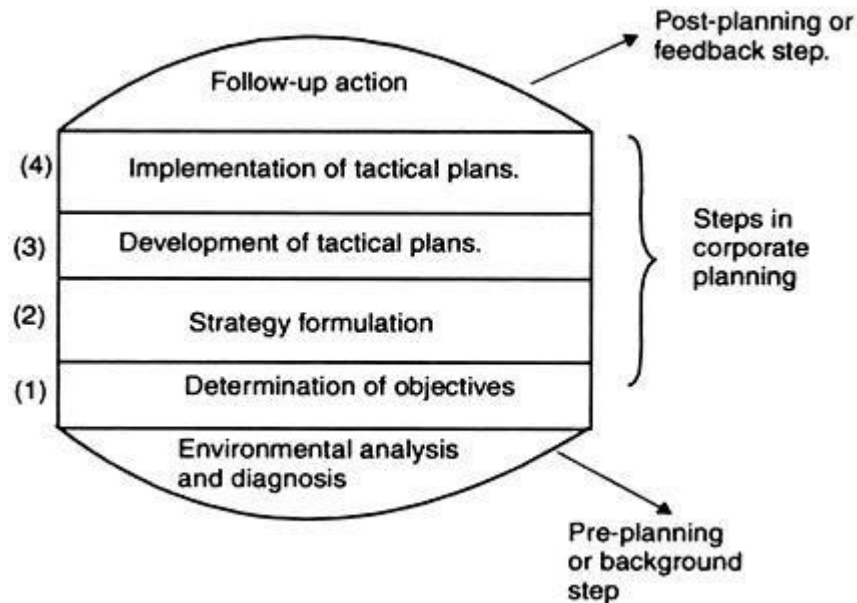 Post-planning or
feedback step.
Follow-up action
(4) Implementation of tactical plans.
(3) Development of tactical plans.
Steps in
corporate
planning
(2) Strategy formulation
(1) Determination of objectives
Environmental analysis
and diagnosis
Pre-planning
or background
step